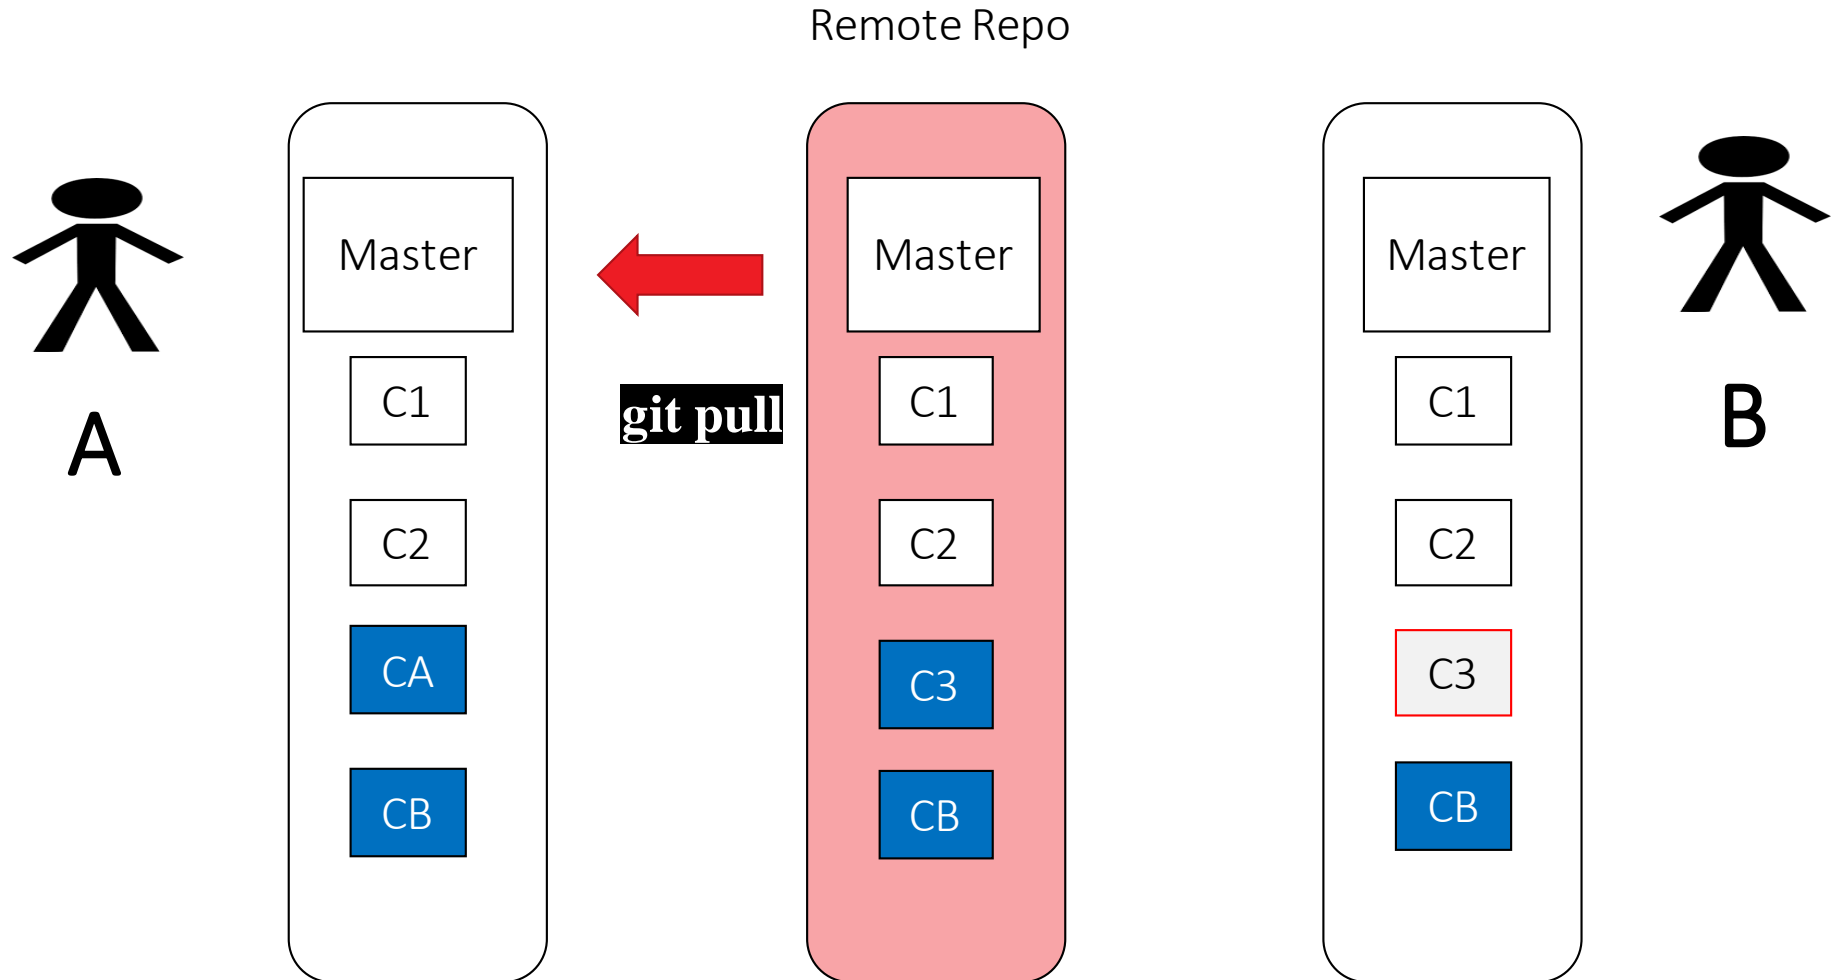 Remote Repo
A
Master
C1
C2
CA
CB
git pull
Master
C1
C2
C3
CB
Master
C1
C2
C3
CB
B